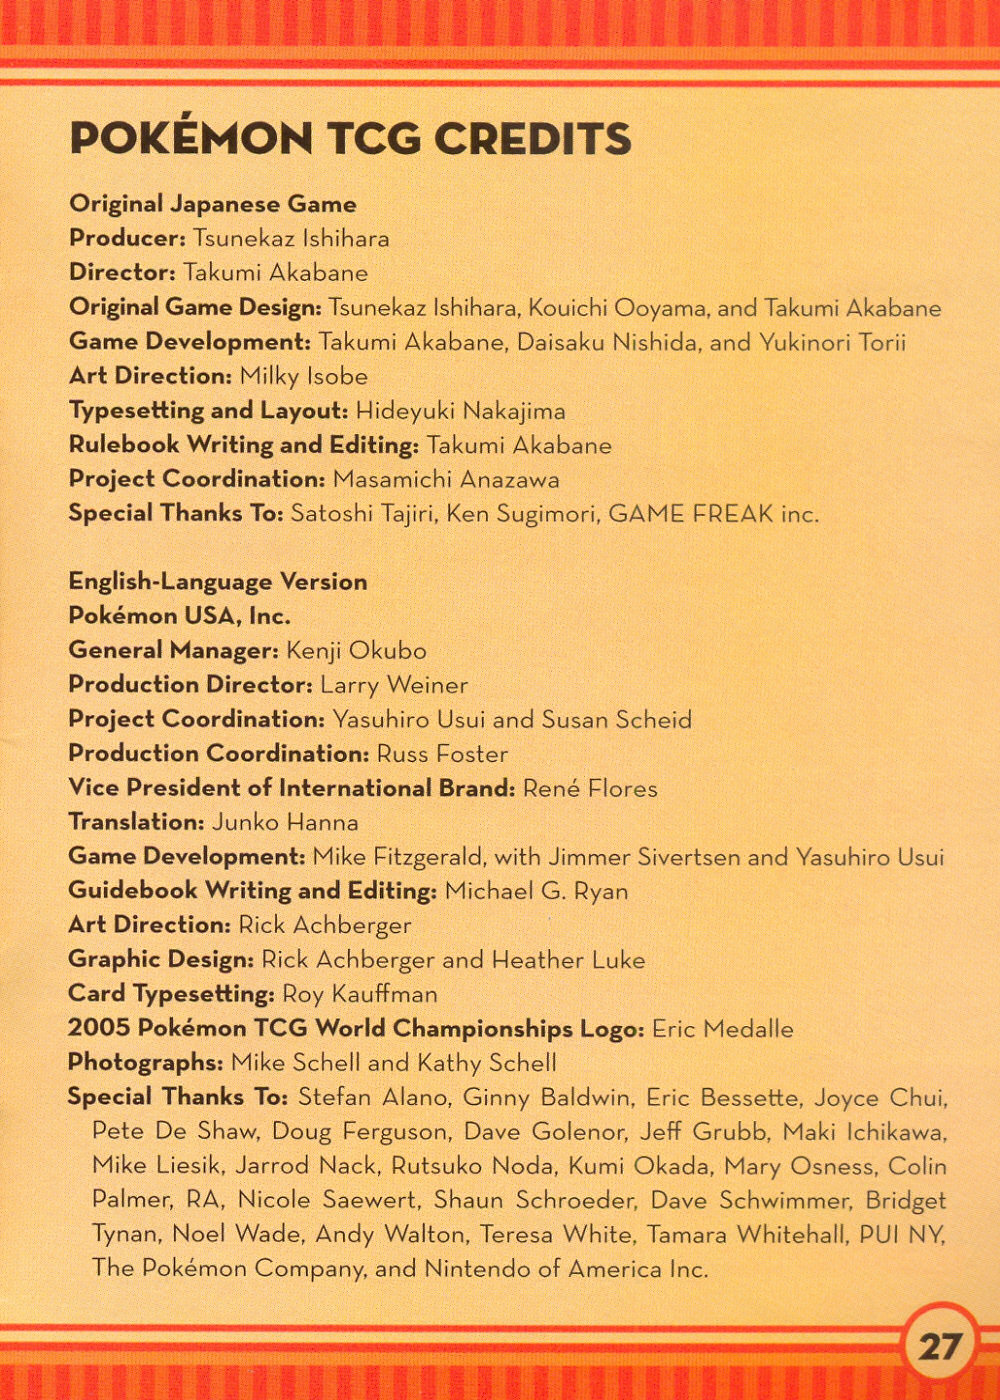 POKÉMON TCG CREDITS
Original Japanese Game
Producer: Tsunekaz Ishihara
Director: Takumi Akabane
Original Game Design: Tsunekaz Ishihara, Kouichi Ooyama, and Takumi Akabane
Game Development: Takumi Akabane, Daisaku Nishida, and Yukinori Torii
Art Direction: Milky Isobe
Typesetting and Layout: Hideyuki Nakajima
Rulebook Writing and Editing: Takumi Akabane
Project Coordination: Masamichi Anazawa
Special Thanks To: Satoshi Tajiri, Ken Sugimori, GAME FREAK inc.
English-Language Version
Pokémon USA, Inc.
General Manager: Kenji Okubo
Production Director: Larry Weiner
Project Coordination: Yasuhiro Usui and Susan Scheid
Production Coordination: Russ Foster
Vice President of International Brand: René Flores
Translation: Junko Hanna
Game Development: Mike Fitzgerald, with Jimmer Sivertsen and Yasuhiro Usui
Guidebook Writing and Editing: Michael G. Ryan
Art Direction: Rick Achberger
Graphic Design: Rick Achberger and Heather Luke
Card Typesetting: Roy Kauffman
2005 Pokémon TCG World Championships Logo: Eric Medalle
Photographs: Mike Schell and Kathy Schell
Special Thanks To: Stefan Alano, Ginny Baldwin, Eric Bessette, Joyce Chui,
Pete De Shaw, Doug Ferguson, Dave Golenor, Jeff Grubb, Maki Ichikawa,
Mike Liesik, Jarrod Nack, Rutsuko Noda, Kumi Okada, Mary Osness, Colin
Palmer, RA, Nicole Saewert, Shaun Schroeder, Dave Schwimmer, Bridget
Tynan, Noel Wade, Andy Walton, Teresa White, Tamara Whitehall, PUI NY,
The Pokémon Company, and Nintendo of America Inc.
27